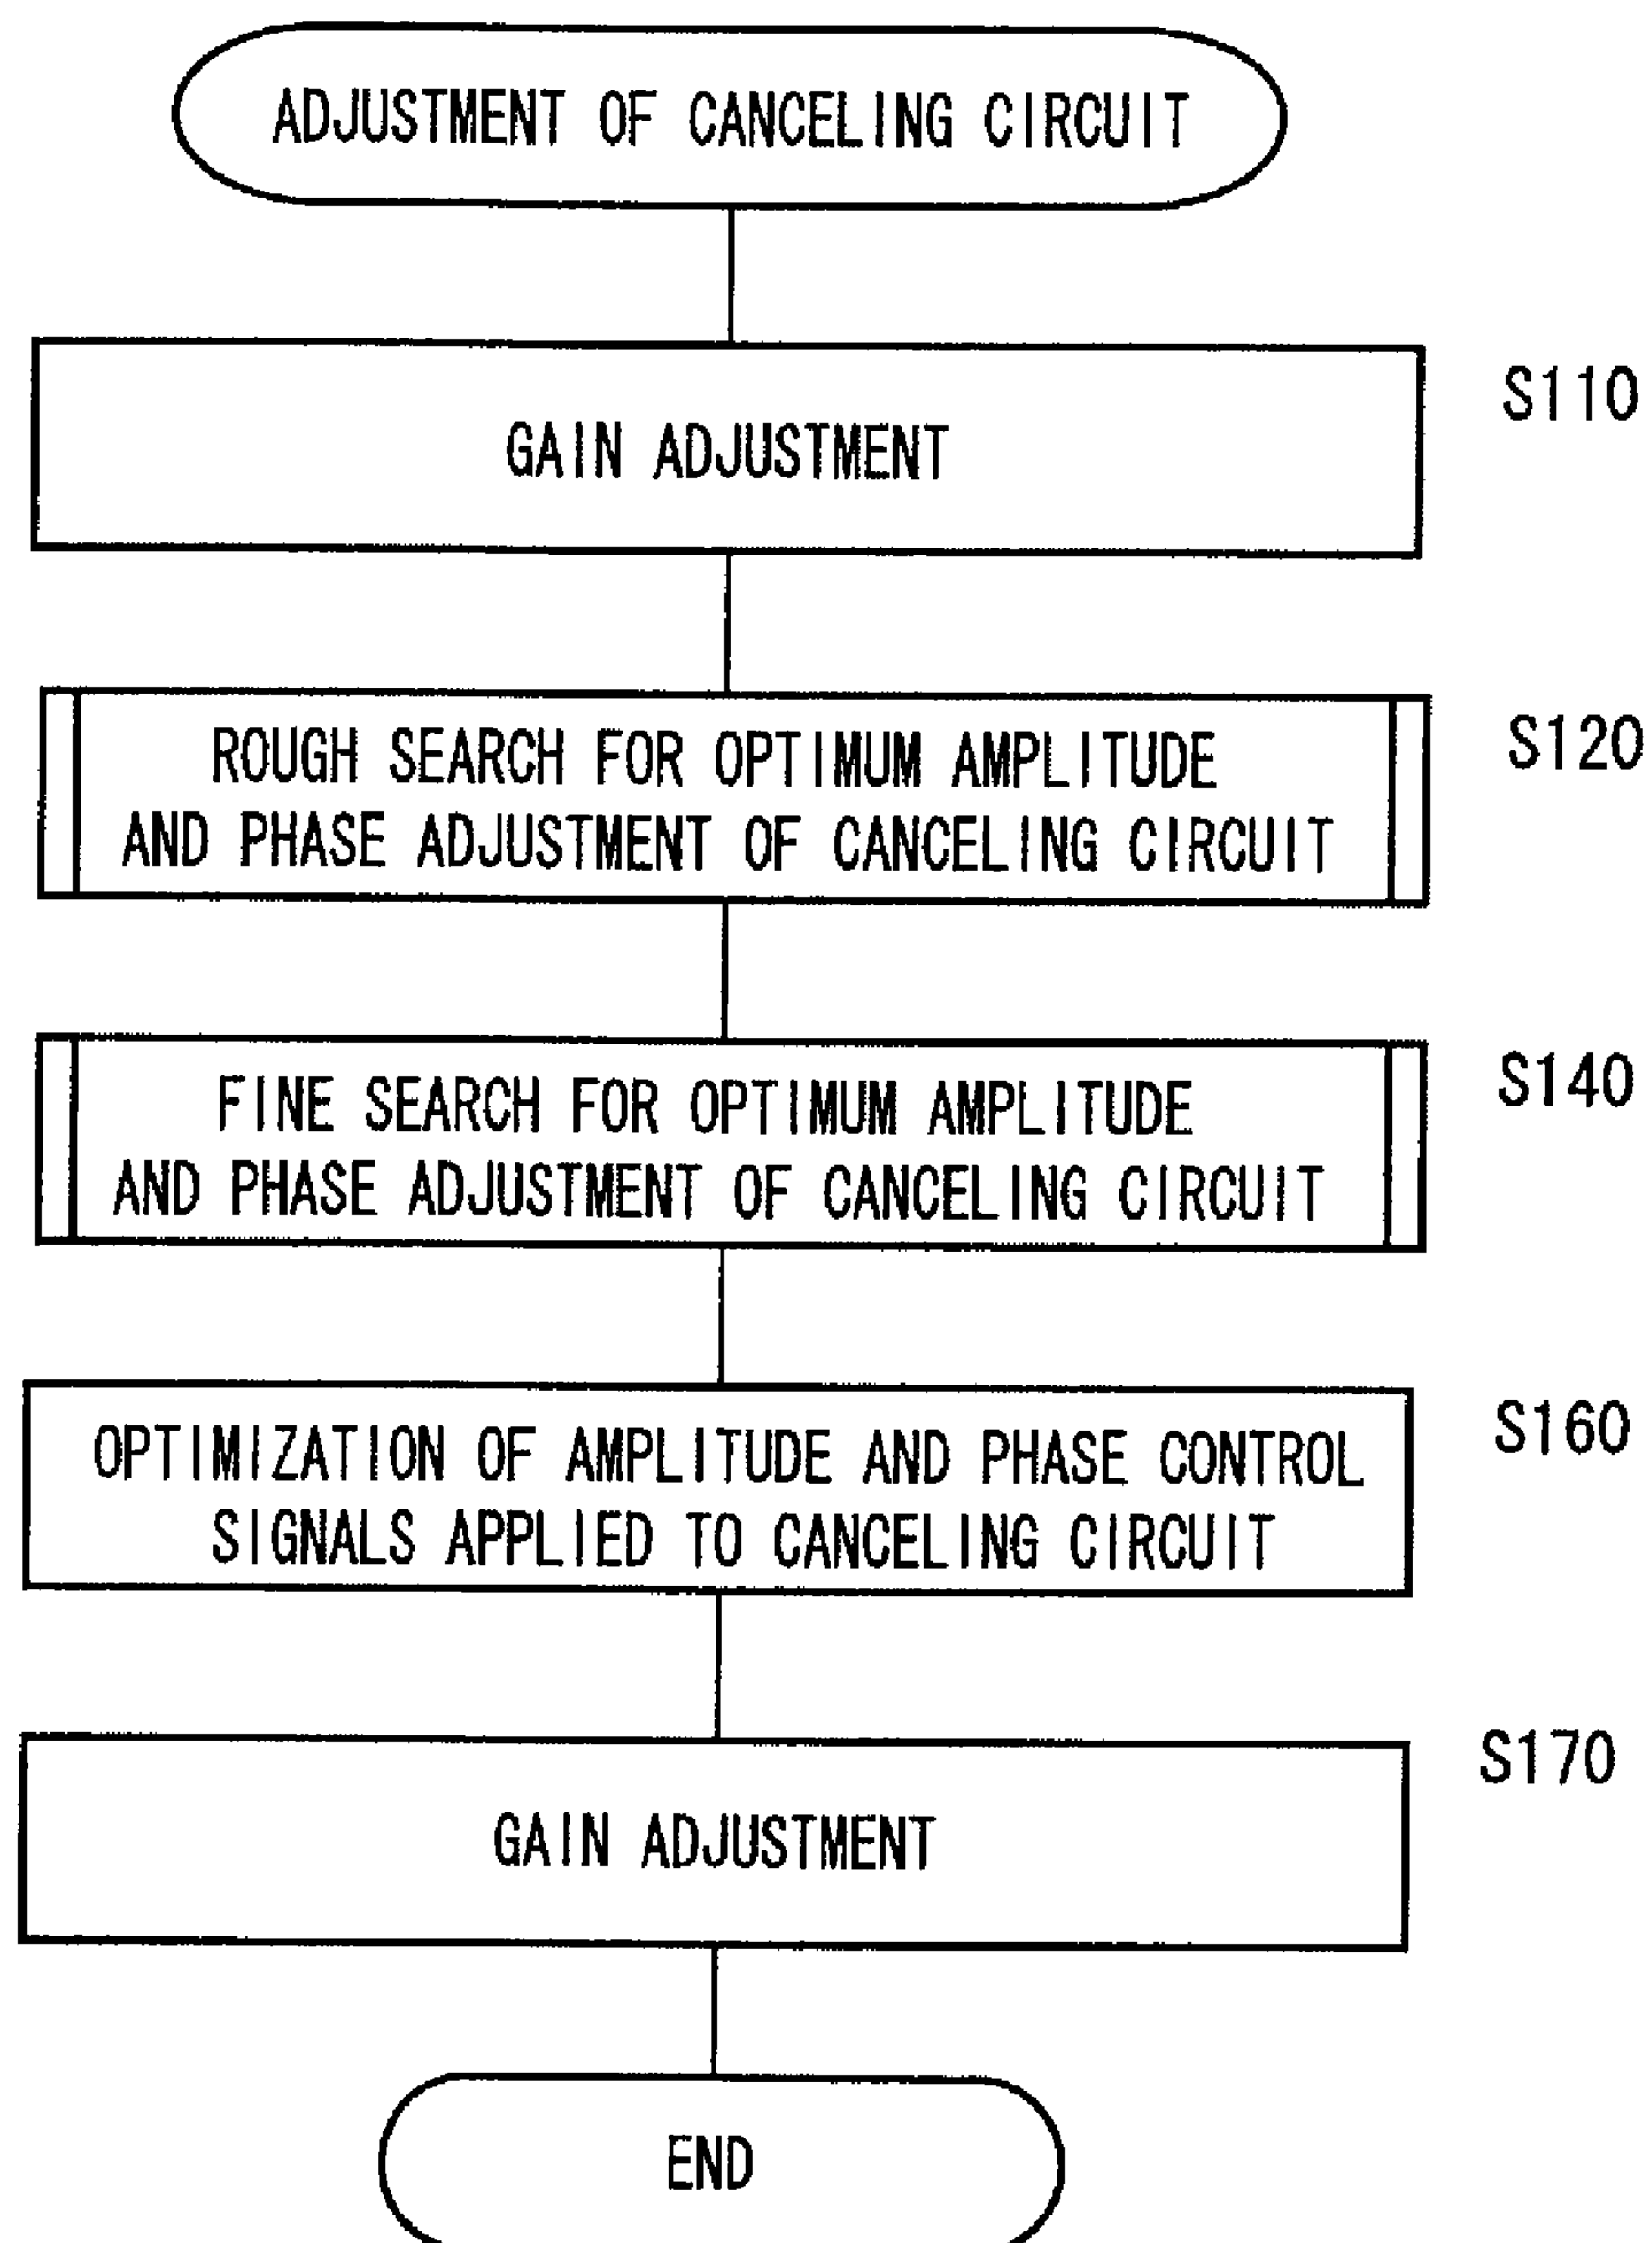 ADJUSTMENT OF CANCELING CIRCUIT
S110
GAIN ADJUSTMENT
S120
ROUGH SEARCH FOR OPTIMUM AMPLITUDE
AND PHASE ADJUSTMENT OF CANCELING CIRCUIT
S140
FINE SEARCH FOR OPTIMUM AMPLITUDE
AND PHASE ADJUSTMENT OF CANCELING CIRCUIT
S160
OPTIMIZATION OF AMPLITUDE AND PHASE CONTROL
SIGNALS APPLIED TO CANCELING CIRCUIT
S170
GAIN ADJUSTMENT
END